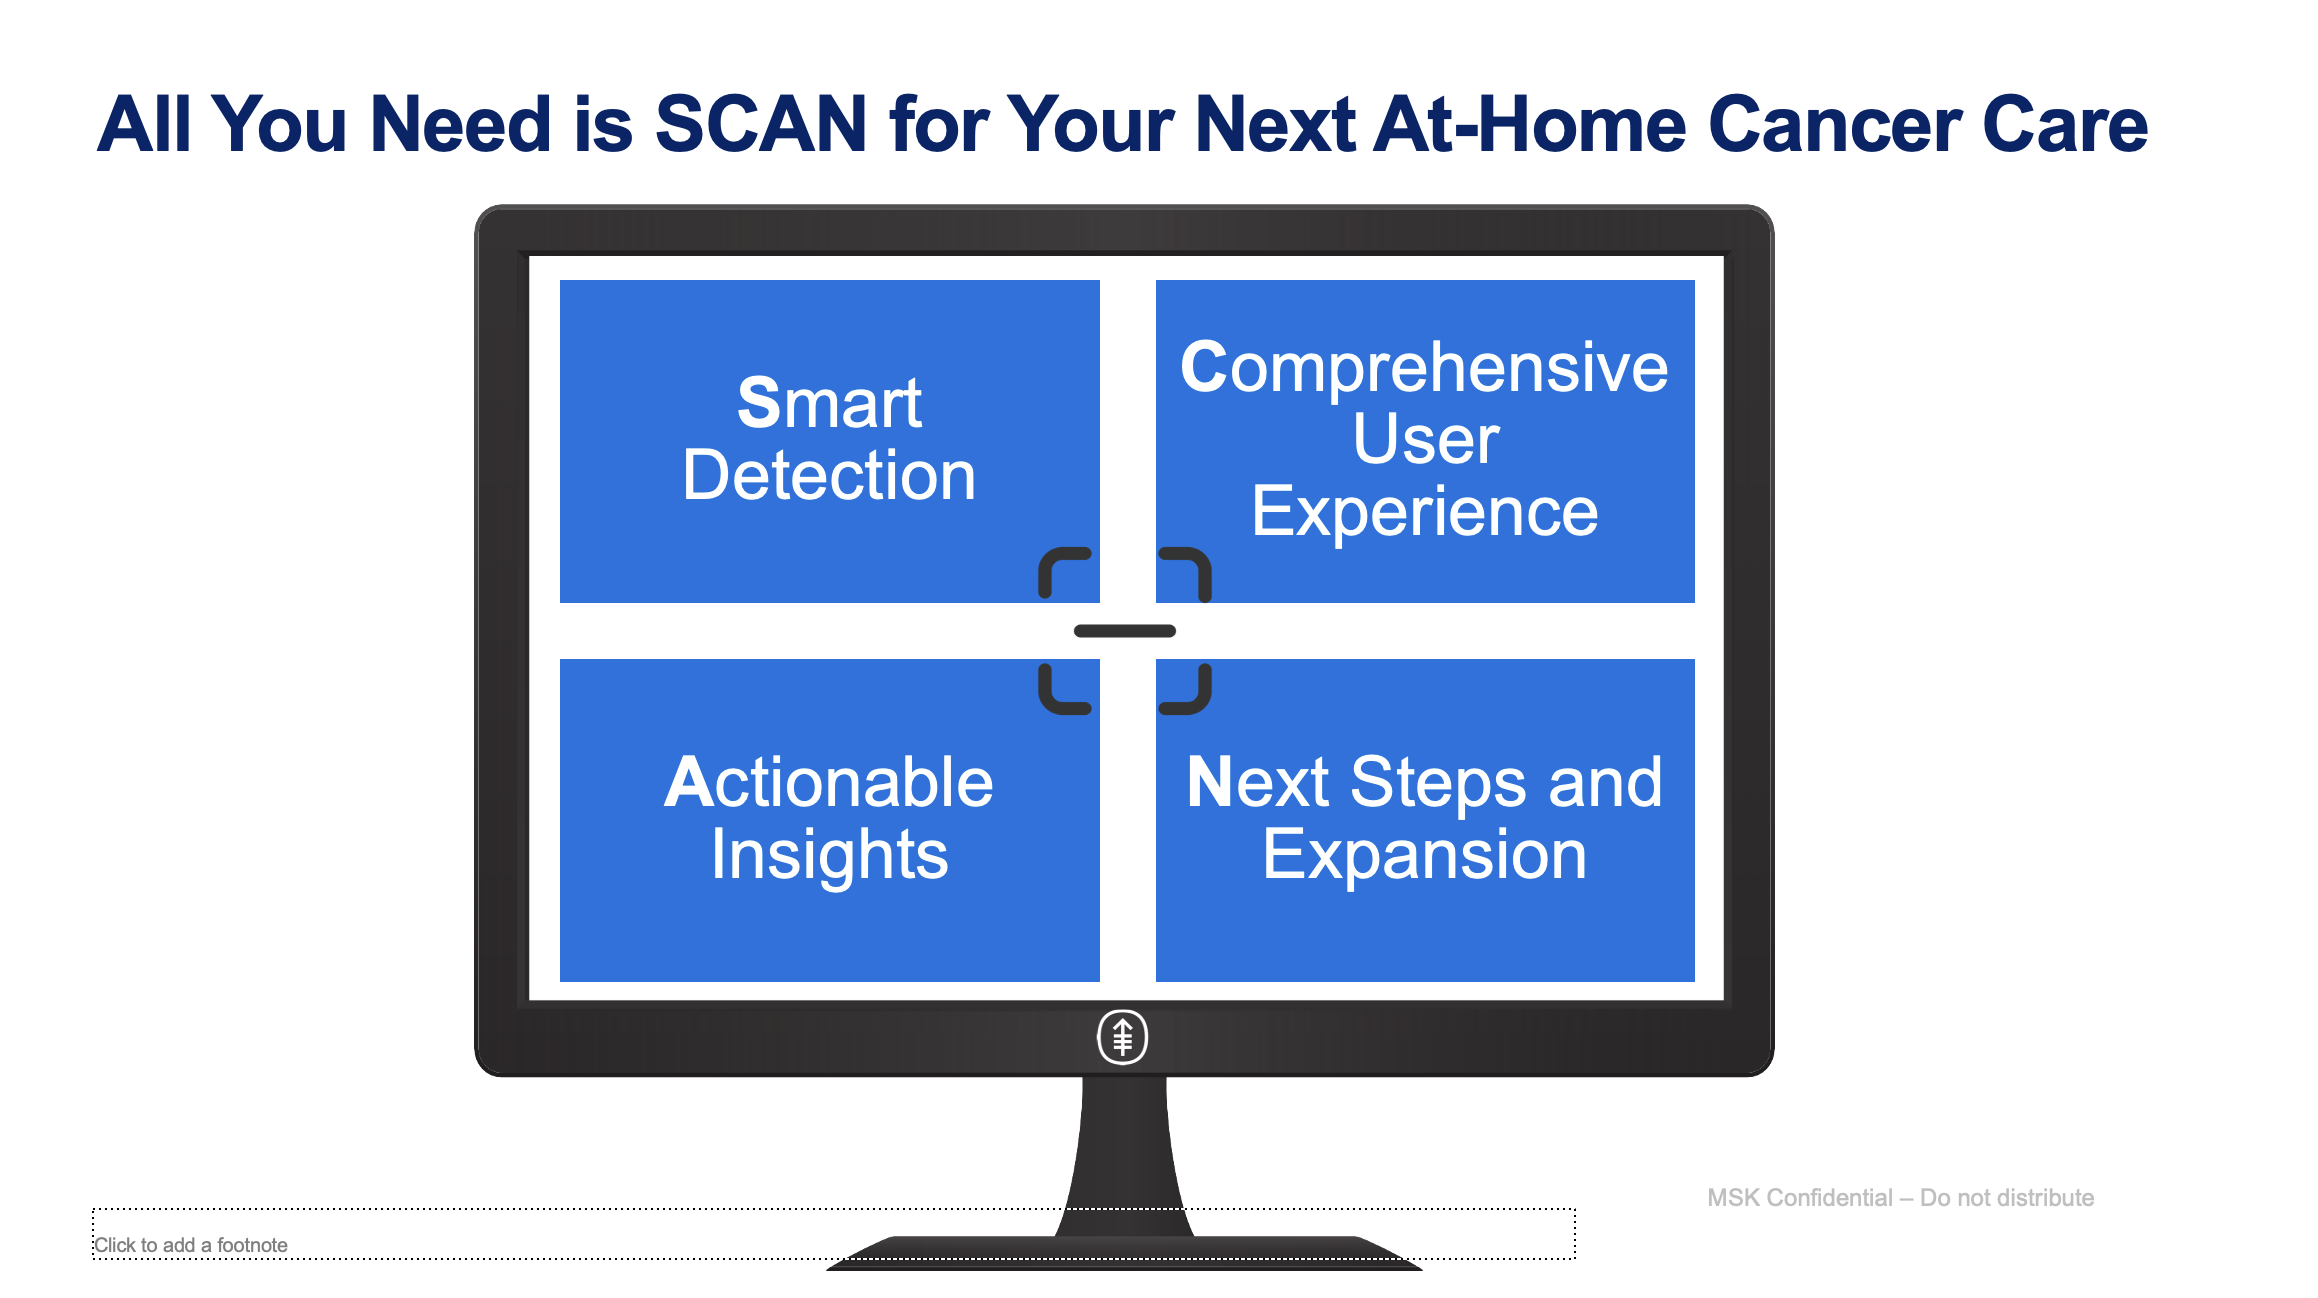 All You Need is SCAN for Your Next At-Home Cancer Care
Smart
Detection
Comprehensive
User
Experience
Actionable
Insights
Next Steps and
Expansion
MSK Confidential – Do not distribute
Click to add a footnote